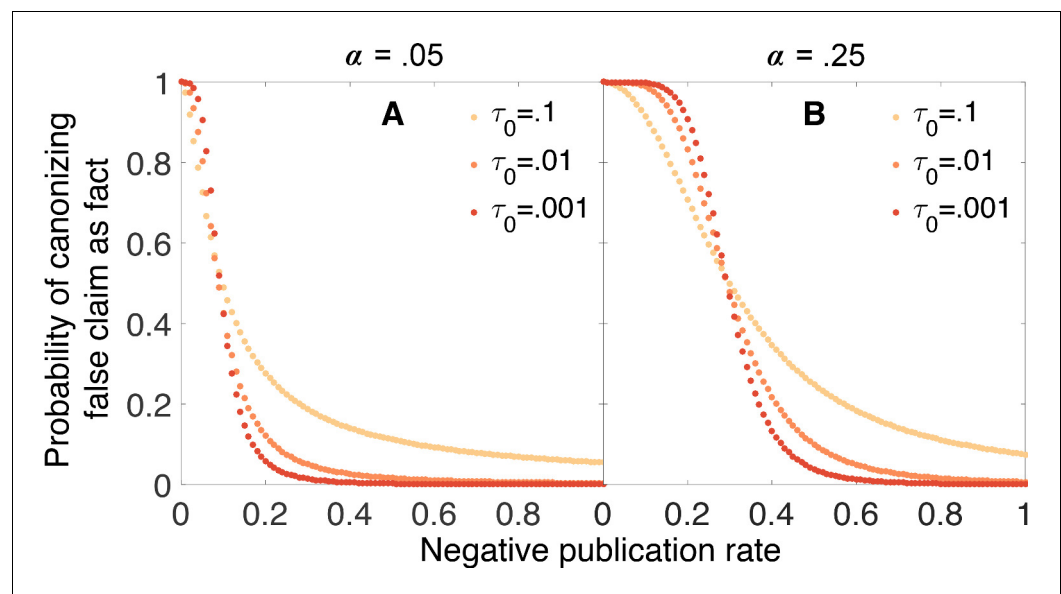 α = .05
α = .25
A
B
τ0=.1
τ0=.01
τ0=.001
τ0=.1
τ0=.01
τ0=.001
Probability of canonizing
false claim as fact
1
0.8
0.6
0.4
0.2
0
0 0.2 0.4 0.6 0.8 0 0.2 0.4 0.6 0.8 1
Negative publication rate